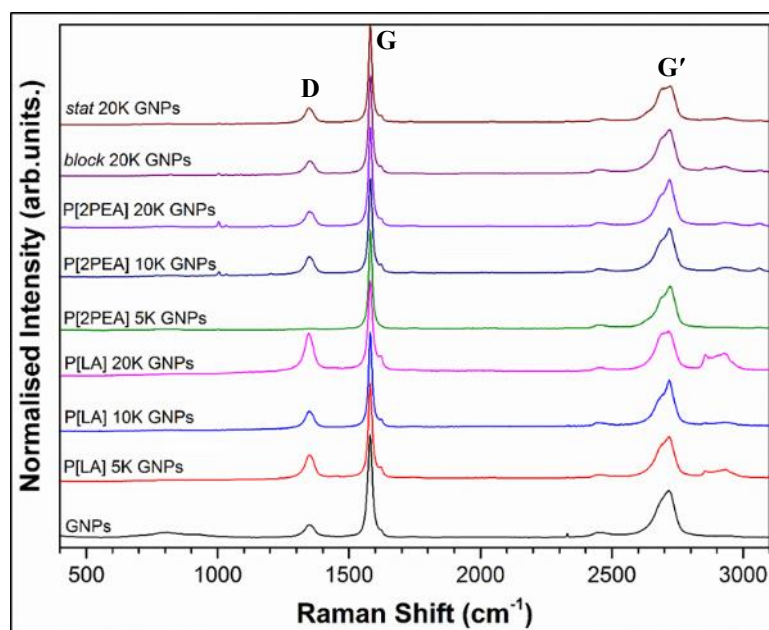 G
D
G′
stat 20K GNPs
block 20K GNPs
P[2PEA] 20K GNPs
P[2PEA] 10K GNPs
P[2PEA] 5K GNPs
P[LA] 20K GNPs
P[LA] 10K GNPs
P[LA] 5K GNPs
GNPs
Normalised Intensity (arb.units.)
500 1000 1500 2000 2500 3000
Raman Shift (cm⁻¹)